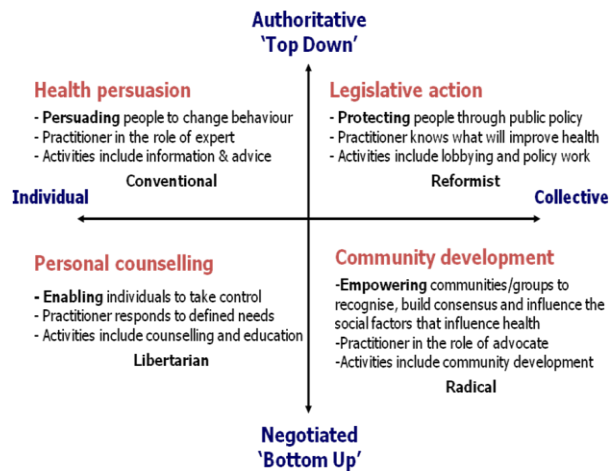 Authoritative
‘Top Down’
Health persuasion
- Persuading people to change behaviour
- Practitioner in the role of expert
- Activities include information & advice
Conventional
Legislative action
- Protecting people through public policy
- Practitioner knows what will improve health
- Activities include lobbying and policy work
Reformist
Individual
Collective
Personal counselling
- Enabling individuals to take control
- Practitioner responds to defined needs
- Activities include counselling and education
Libertarian
Community development
-Empowering communities/groups to
recognise, build consensus and influence the
social factors that influence health
-Practitioner in the role of advocate
-Activities include community development
Radical
Negotiated
‘Bottom Up’